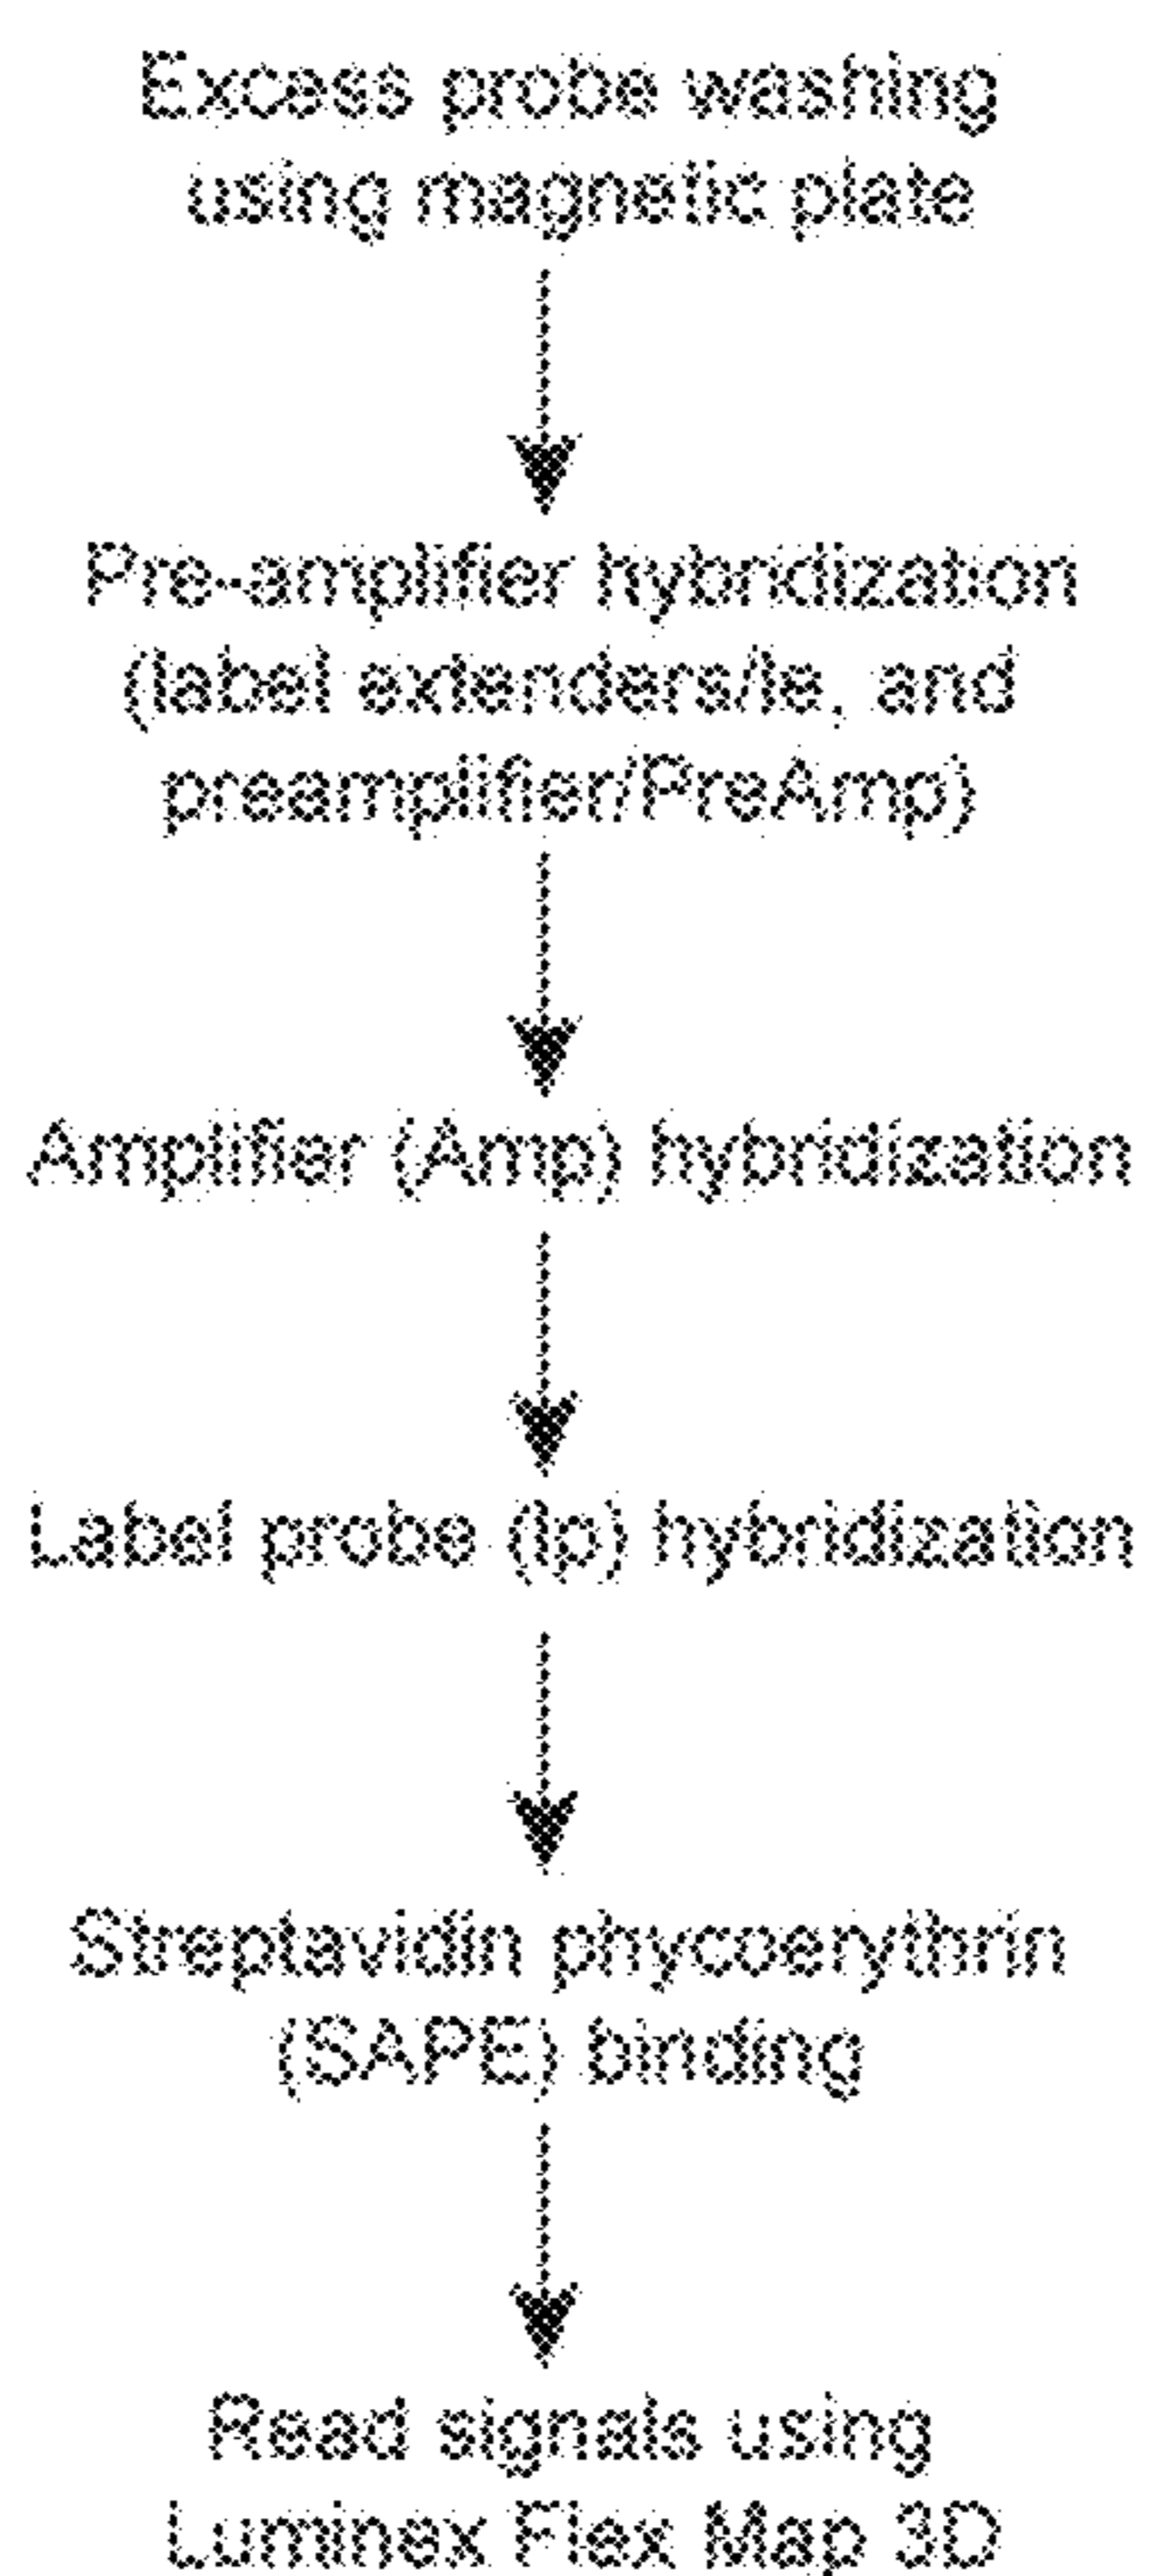 Excess probe washing
using magnetic plate
Pre-amplifier hybridization
(label extenders/le, and
preamplifier/PreAmp)
Amplifier (Amp) hybridization
Label probe (lp) hybridization
Streptavidin phycoerythrin
(SAPE) binding
Read signals using
Luminex Flex Map 3D